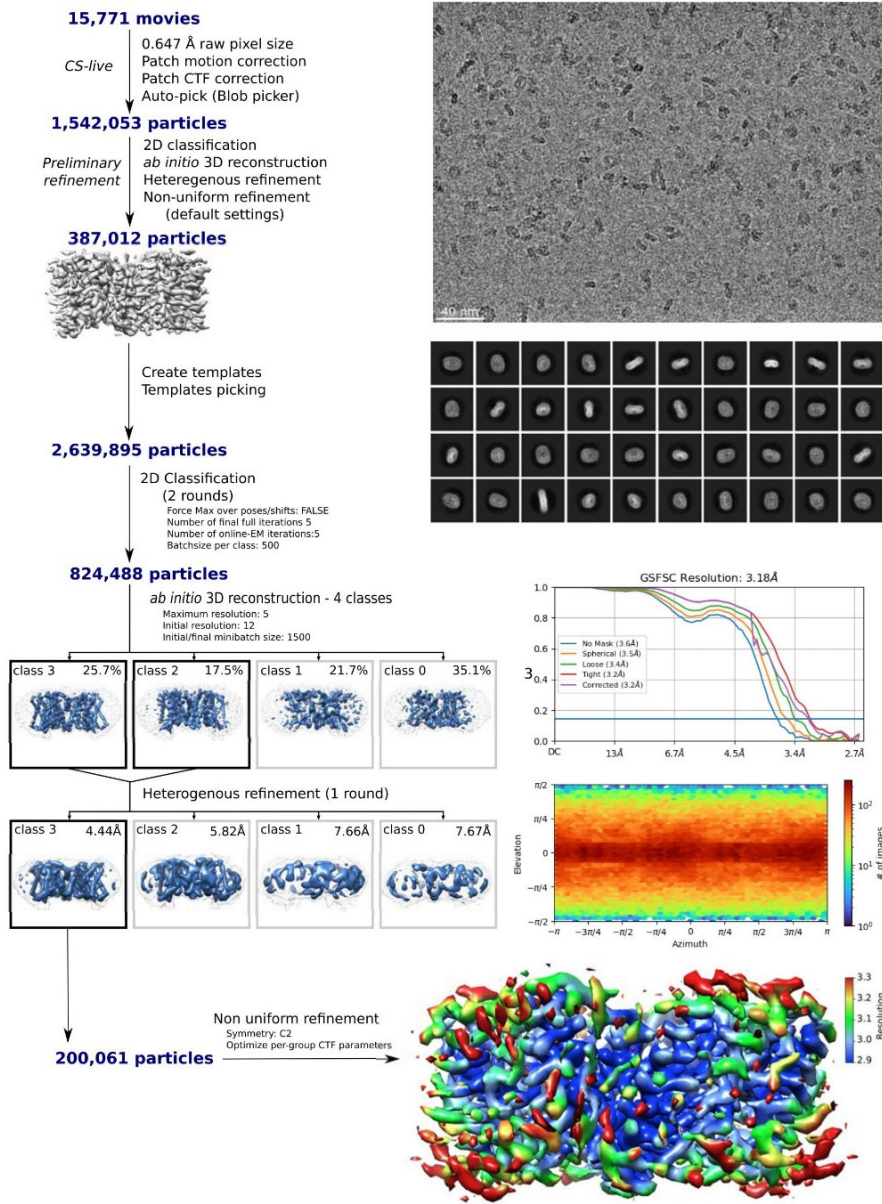 15,771 movies
CS-live
0.647 Å raw pixel size
Patch motion correction
Patch CTF correction
Auto-pick (Blob picker)
1,542,053 particles
Preliminary
refinement
2D classification
ab initio 3D reconstruction
Heteregenous refinement
Non-uniform refinement
(default settings)
387,012 particles
Create templates
Templates picking
2,639,895 particles
2D Classification
(2 rounds)
Force Max over poses/shifts: FALSE
Number of final full iterations 5
Number of online-EM iterations:5
Batchsize per class: 500
824,488 particles
ab initio 3D reconstruction - 4 classes
Maximum resolution: 5
Initial resolution: 12
Initial/final minibatch size: 1500
class 3 25.7%
class 2 17.5%
class 1 21.7%
class 0 35.1%
Heterogenous refinement (1 round)
class 3 4.44Å
class 2 5.82Å
class 1 7.66Å
class 0 7.67Å
200,061 particles
Non uniform refinement
Symmetry: C2
Optimize per-group CTF parameters
40 nm
GSFSC Resolution: 3.18Å
1.0
0.8
0.6
0.4
0.2
0.0
3
No Mask (3.6Å)
Spherical (3.5Å)
Loose (3.4Å)
Tight (3.2Å)
Corrected (3.2Å)
DC 13Å 6.7Å 4.5Å 3.4Å 2.7Å
π/2
π/4
0
−π/4
−π/2
Elevation
−π −3π/4 −π/2 −π/4 0 π/4 π/2 3π/4 π
Azimuth
10²
10¹
10⁰
# of images
3.3
3.2
3.1
3.0
2.9
Resolution